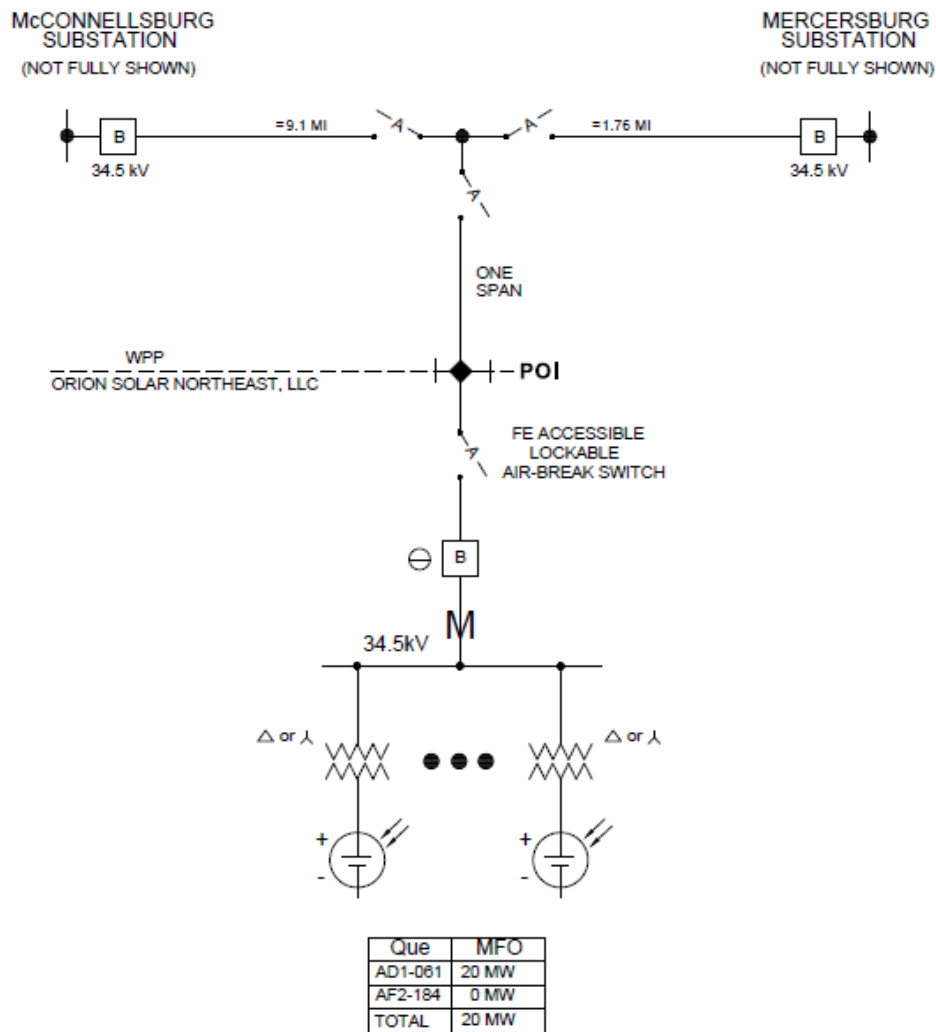 McCONNELLSBURG
SUBSTATION
(NOT FULLY SHOWN)
MERCERSBURG
SUBSTATION
(NOT FULLY SHOWN)
B
34.5 kV
=9.1 MI
A
A
=1.76 MI
B
34.5 kV
A
ONE
SPAN
WPP
ORION SOLAR NORTHEAST, LLC
POI
A
FE ACCESSIBLE
LOCKABLE
AIR-BREAK SWITCH
B
M
34.5kV
△ or ⅄
△ or ⅄
+
-
+
-
Que MFO
AD1-061 20 MW
AF2-184 0 MW
TOTAL 20 MW